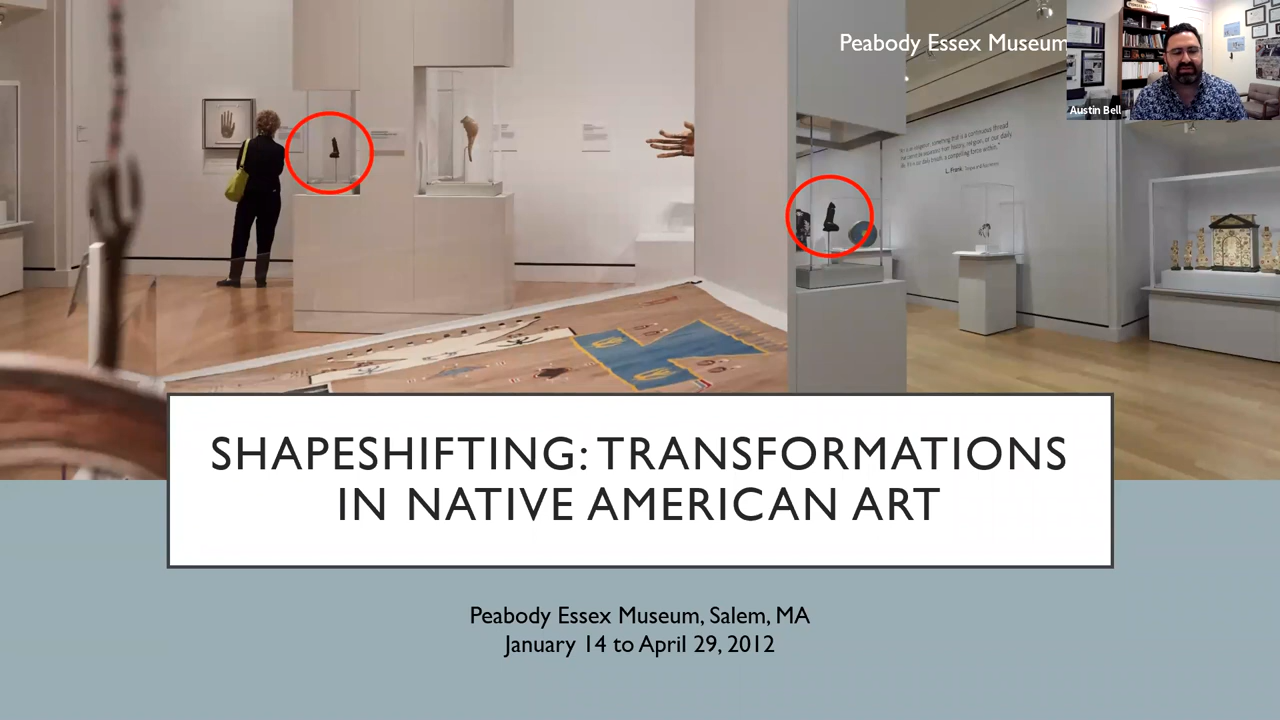 Peabody Essex Museum
Austin Bell
L. Frank
SHAPESHIFTING: TRANSFORMATIONS
IN NATIVE AMERICAN ART
Peabody Essex Museum, Salem, MA
January 14 to April 29, 2012